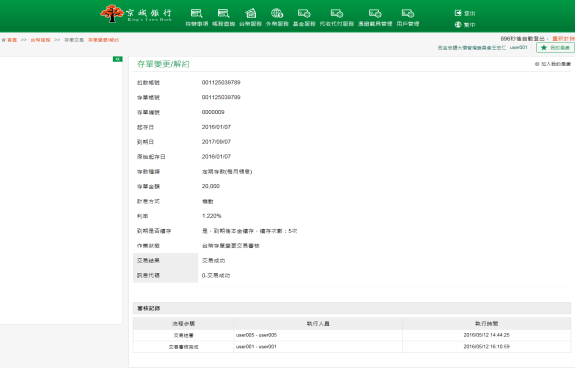 京城銀行
King's Town Bank
待辦事項 帳務查詢 台幣服務 外幣服務 基金服務 代收代付服務 憑證載具管理 用戶管理
登出
繁中
896秒後自動登出，重新計時
首頁 >> 台幣服務 >> 存單交易 存單變更/解約
user001
我的最愛
存單變更/解約
加入我的最愛
扣款帳號 001125039789
存單帳號 001125039789
存單編號 0000009
起存日 2016/01/07
到期日 2017/09/07
原始起存日 2016/01/07
存款種類 定期存款(每月領息)
存單金額 20,000
計息方式 機動
利率 1.220%
到期是否續存 是，到期後本金續存，續存次數：5次
作業狀態 台幣存單變更交易審核
交易結果 交易成功
訊息代碼 0-交易成功
審核記錄
流程步驟 執行人員 執行時間
交易經辦 user005 - user005 2016/05/12 14:44:25
交易審核完成 user001 - user001 2016/05/12 16:10:59